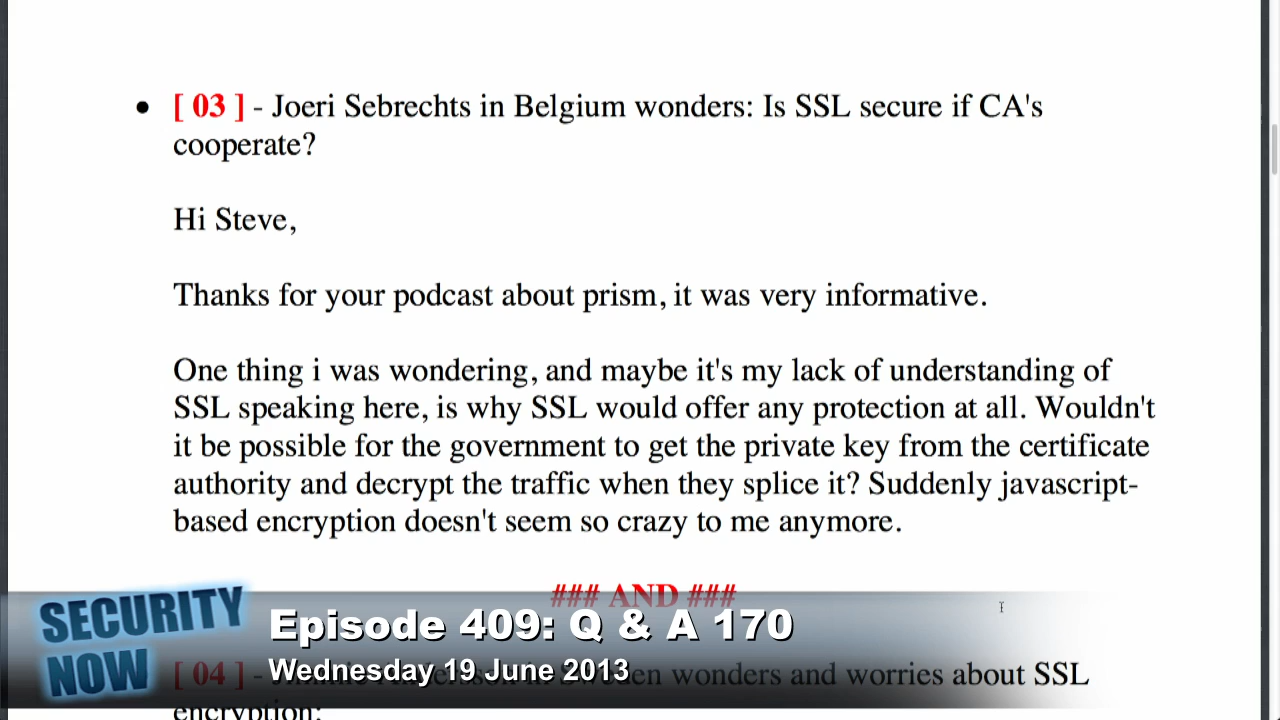 [ 03 ] - Joeri Sebrechts in Belgium wonders: Is SSL secure if CA's
cooperate?
Hi Steve,
Thanks for your podcast about prism, it was very informative.
One thing i was wondering, and maybe it's my lack of understanding of
SSL speaking here, is why SSL would offer any protection at all. Wouldn't
it be possible for the government to get the private key from the certificate
authority and decrypt the traffic when they splice it? Suddenly javascript-
based encryption doesn't seem so crazy to me anymore.
### AND ###
SECURITY
NOW
Episode 409: Q & A 170
Wednesday 19 June 2013
[ 04 ] - in Sweden wonders and worries about SSL
encryption: